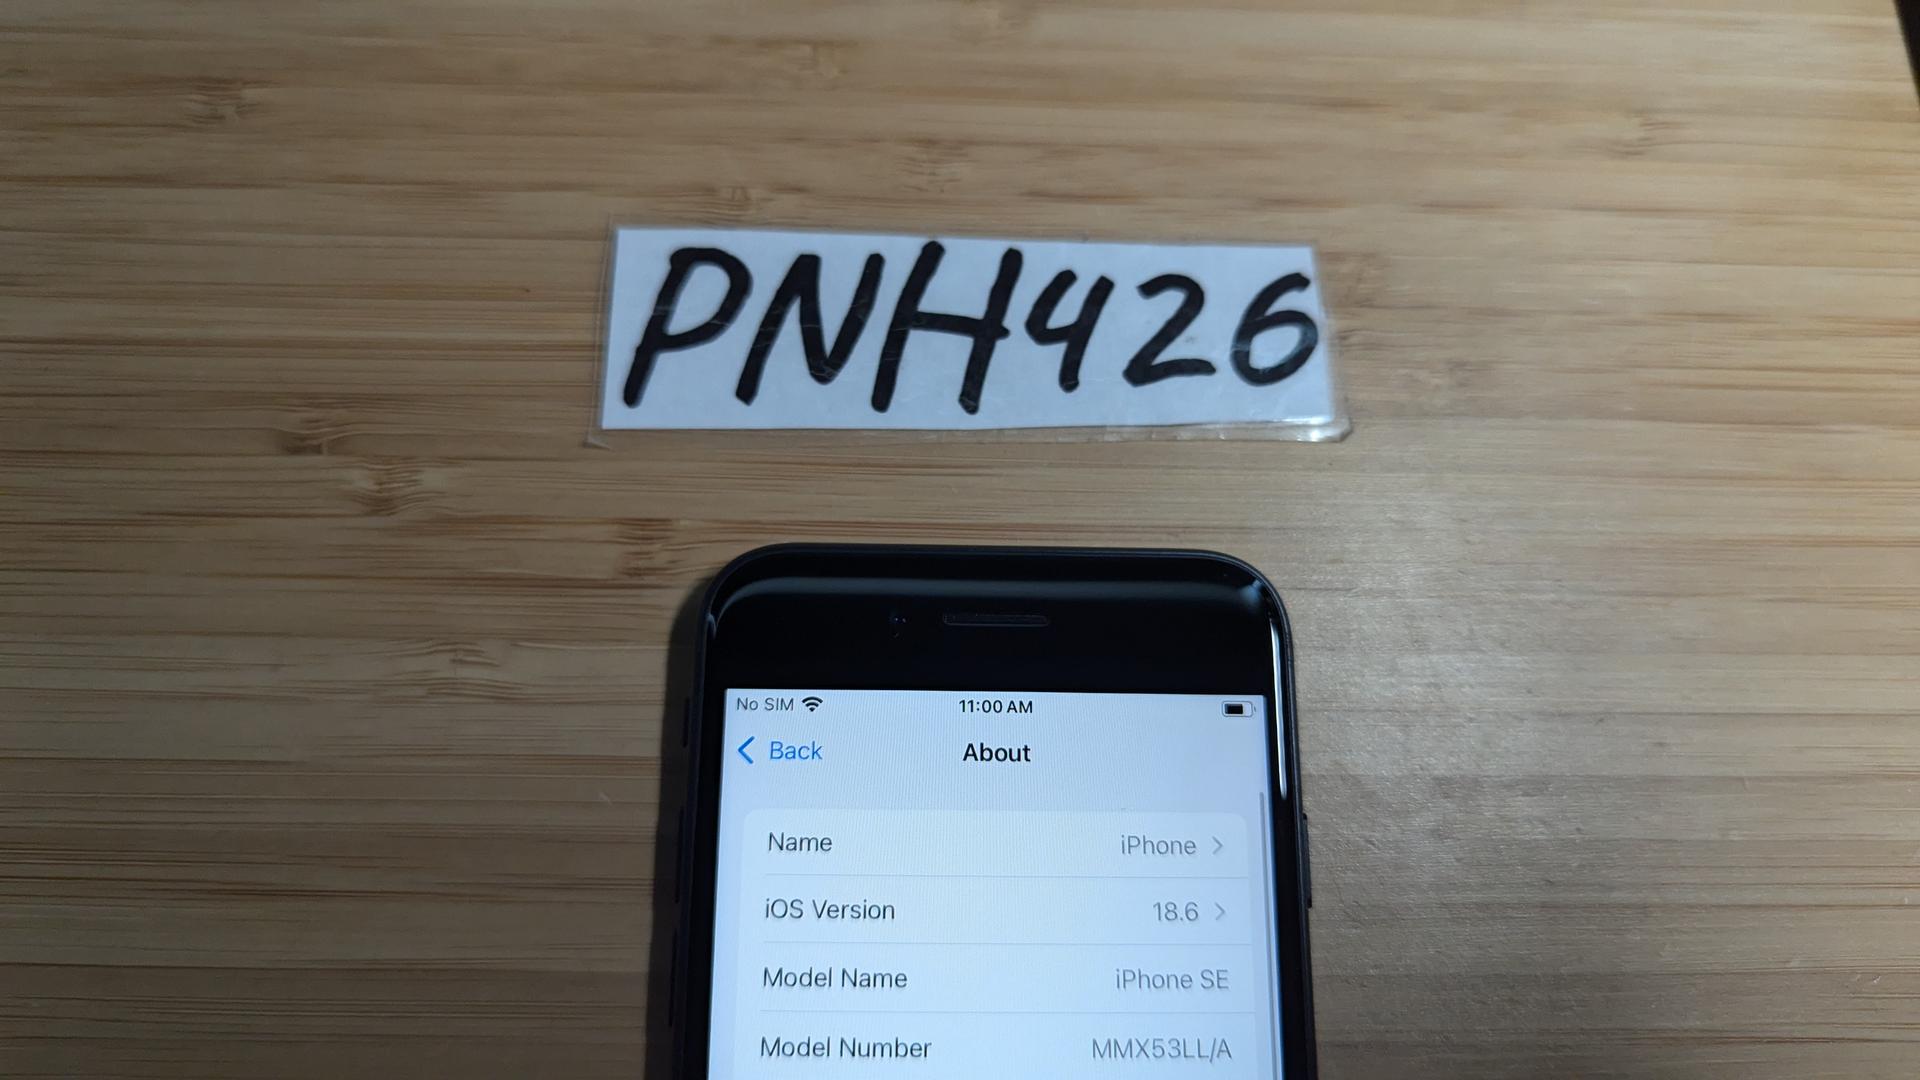 PNH426
No SIM 11:00 AM
Back About
Name iPhone
iOS Version 18.6
Model Name iPhone SE
Model Number MMX53LL/A